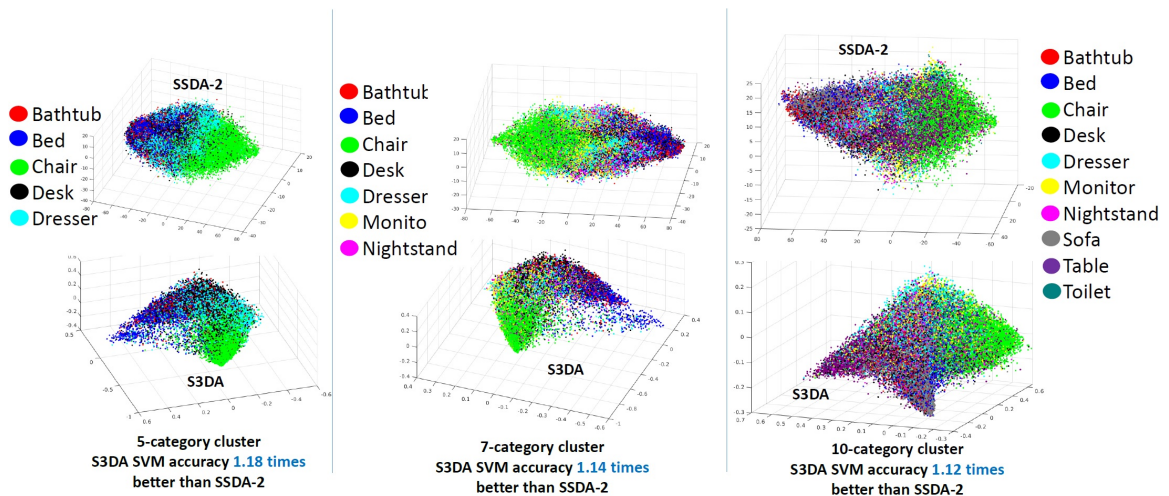 SSDA-2
Bathtub
Bed
Chair
Desk
Dresser
S3DA
5-category cluster
S3DA SVM accuracy 1.18 times
better than SSDA-2
Bathtub
Bed
Chair
Desk
Dresser
Monito
Nightstand
S3DA
7-category cluster
S3DA SVM accuracy 1.14 times
better than SSDA-2
SSDA-2
Bathtub
Bed
Chair
Desk
Dresser
Monitor
Nightstand
Sofa
Table
Toilet
S3DA
10-category cluster
S3DA SVM accuracy 1.12 times
better than SSDA-2